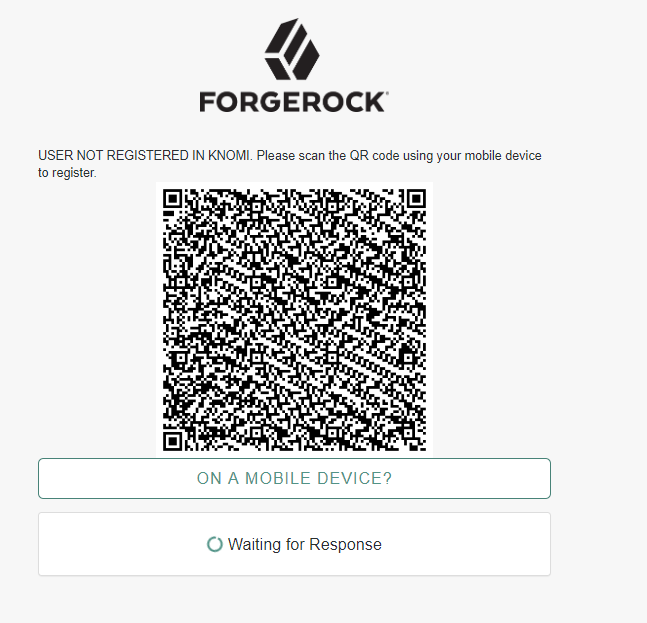 FORGEROCK
USER NOT REGISTERED IN KNOMI. Please scan the QR code using your mobile device
to register.
ON A MOBILE DEVICE?
Waiting for Response